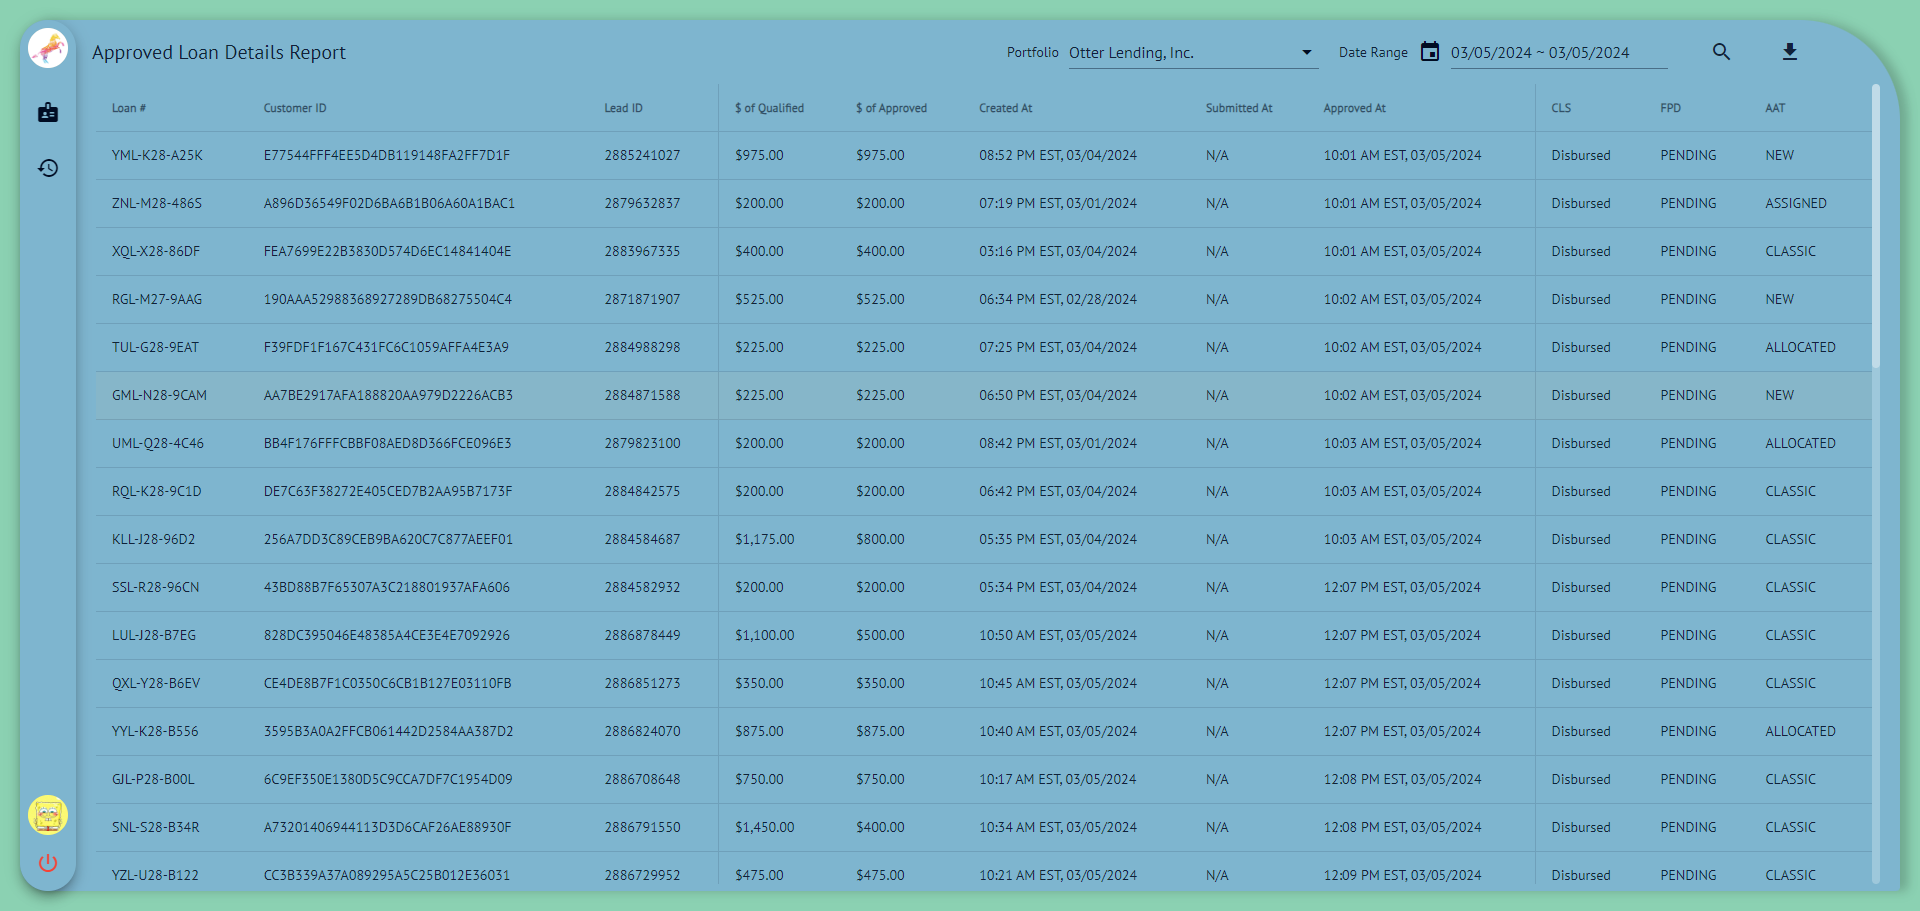 Approved Loan Details Report Portfolio Otter Lending, Inc. Date Range 03/05/2024 ~ 03/05/2024
Loan # Customer ID Lead ID $ of Qualified $ of Approved Created At Submitted At Approved At CLS FPD AAT
YML-K28-A25K E77544FFF4EE5D4DB119148FA2FF7D1F 2885241027 $975.00 $975.00 08:52 PM EST, 03/04/2024 N/A 10:01 AM EST, 03/05/2024 Disbursed PENDING NEW
ZNL-M28-486S A896D36549F02D6BA6B1B06A60A1BAC1 2879632837 $200.00 $200.00 07:19 PM EST, 03/01/2024 N/A 10:01 AM EST, 03/05/2024 Disbursed PENDING ASSIGNED
XQL-X28-86DF FEA7699E22B3830D574D6EC14841404E 2883967335 $400.00 $400.00 03:16 PM EST, 03/04/2024 N/A 10:01 AM EST, 03/05/2024 Disbursed PENDING CLASSIC
RGL-M27-9AAG 190AAA52988368927289DB68275504C4 2871871907 $525.00 $525.00 06:34 PM EST, 02/28/2024 N/A 10:02 AM EST, 03/05/2024 Disbursed PENDING NEW
TUL-G28-9EAT F39FDF1F167C431FC6C1059AFFA4E3A9 2884988298 $225.00 $225.00 07:25 PM EST, 03/04/2024 N/A 10:02 AM EST, 03/05/2024 Disbursed PENDING ALLOCATED
GML-N28-9CAM AA7BE2917AFA188820AA979D2226ACB3 2884871588 $225.00 $225.00 06:50 PM EST, 03/04/2024 N/A 10:02 AM EST, 03/05/2024 Disbursed PENDING NEW
UML-Q28-4C46 BB4F176FFFCBBF08AED8D366FCE096E3 2879823100 $200.00 $200.00 08:42 PM EST, 03/01/2024 N/A 10:03 AM EST, 03/05/2024 Disbursed PENDING ALLOCATED
RQL-K28-9C1D DE7C63F38272E405CED7B2AA95B7173F 2884842575 $200.00 $200.00 06:42 PM EST, 03/04/2024 N/A 10:03 AM EST, 03/05/2024 Disbursed PENDING CLASSIC
KLL-J28-96D2 256A7DD3C89CEB9BA620C7C877AEEF01 2884584687 $1,175.00 $800.00 05:35 PM EST, 03/04/2024 N/A 10:03 AM EST, 03/05/2024 Disbursed PENDING CLASSIC
SSL-R28-96CN 43BD88B7F65307A3C218801937AFA606 2884582932 $200.00 $200.00 05:34 PM EST, 03/04/2024 N/A 12:07 PM EST, 03/05/2024 Disbursed PENDING CLASSIC
LUL-J28-B7EG 828DC395046E48385A4CE3E4E7092926 2886878449 $1,100.00 $500.00 10:50 AM EST, 03/05/2024 N/A 12:07 PM EST, 03/05/2024 Disbursed PENDING CLASSIC
QXL-Y28-B6EV CE4DE8B7F1C0350C6CB1B127E03110FB 2886851273 $350.00 $350.00 10:45 AM EST, 03/05/2024 N/A 12:07 PM EST, 03/05/2024 Disbursed PENDING CLASSIC
YYL-K28-B556 3595B3A0A2FFCB061442D2584AA387D2 2886824070 $875.00 $875.00 10:40 AM EST, 03/05/2024 N/A 12:07 PM EST, 03/05/2024 Disbursed PENDING ALLOCATED
GJL-P28-B00L 6C9EF350E1380D5C9CCA7DF7C1954D09 2886708648 $750.00 $750.00 10:17 AM EST, 03/05/2024 N/A 12:08 PM EST, 03/05/2024 Disbursed PENDING CLASSIC
SNL-S28-B34R A73201406944113D3D6CAF26AE88930F 2886791550 $1,450.00 $400.00 10:34 AM EST, 03/05/2024 N/A 12:08 PM EST, 03/05/2024 Disbursed PENDING CLASSIC
YZL-U28-B122 CC3B339A37A089295A5C25B012E36031 2886729952 $475.00 $475.00 10:21 AM EST, 03/05/2024 N/A 12:09 PM EST, 03/05/2024 Disbursed PENDING CLASSIC